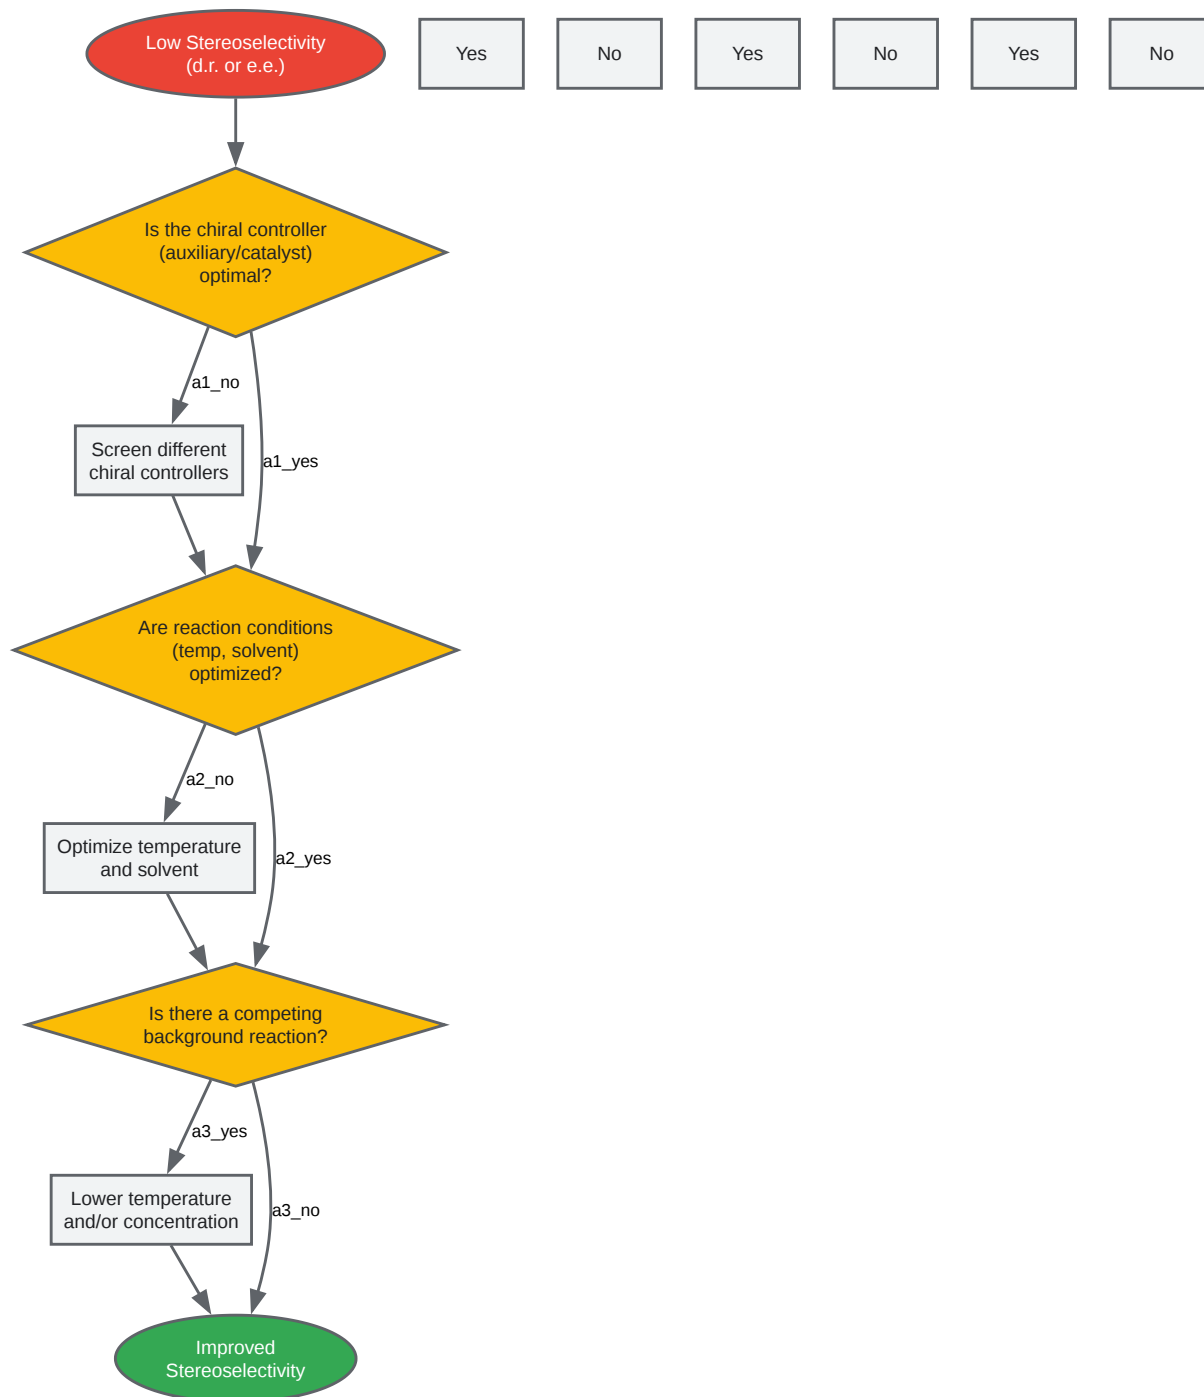 Low Stereoselectivity
(d.r. or e.e.)
Yes
No
Yes
No
Yes
No
Is the chiral controller
(auxiliary/catalyst)
optimal?
a1_no
Screen different
chiral controllers
a1_yes
Are reaction conditions
(temp, solvent)
optimized?
a2_no
Optimize temperature
and solvent
a2_yes
Is there a competing
background reaction?
a3_yes
Lower temperature
and/or concentration
a3_no
Improved
Stereoselectivity